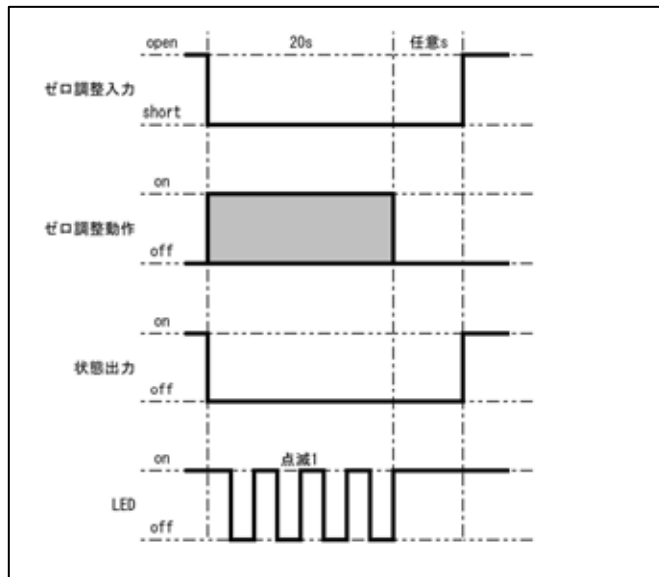 open 20s 任意s
ゼロ調整入力
short
on
ゼロ調整動作
off
on
状態出力
off
on 点滅1
LED
off